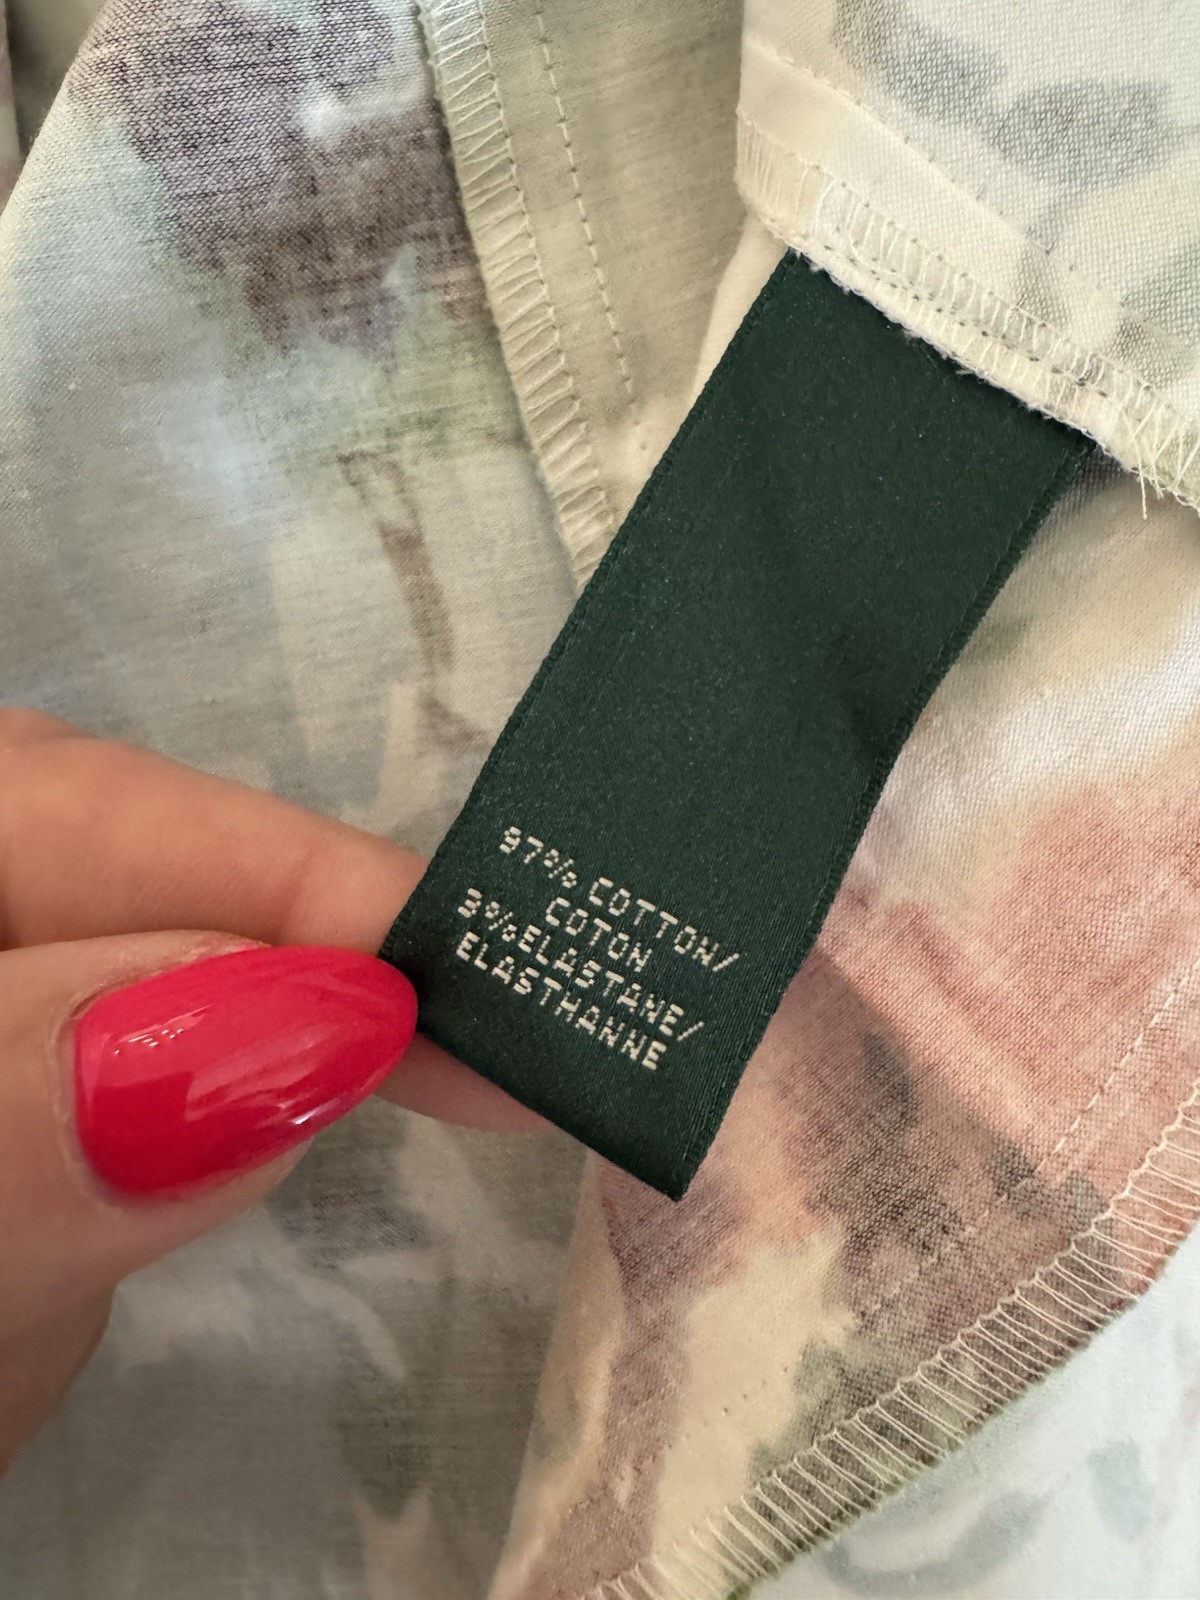 97% COTTON/
COTON
3%ELASTANE/
ELASTHANNE